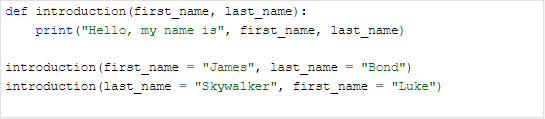 def introduction(first_name, last_name):
    print("Hello, my name is", first_name, last_name)
introduction(first_name = "James", last_name = "Bond")
introduction(last_name = "Skywalker", first_name = "Luke")